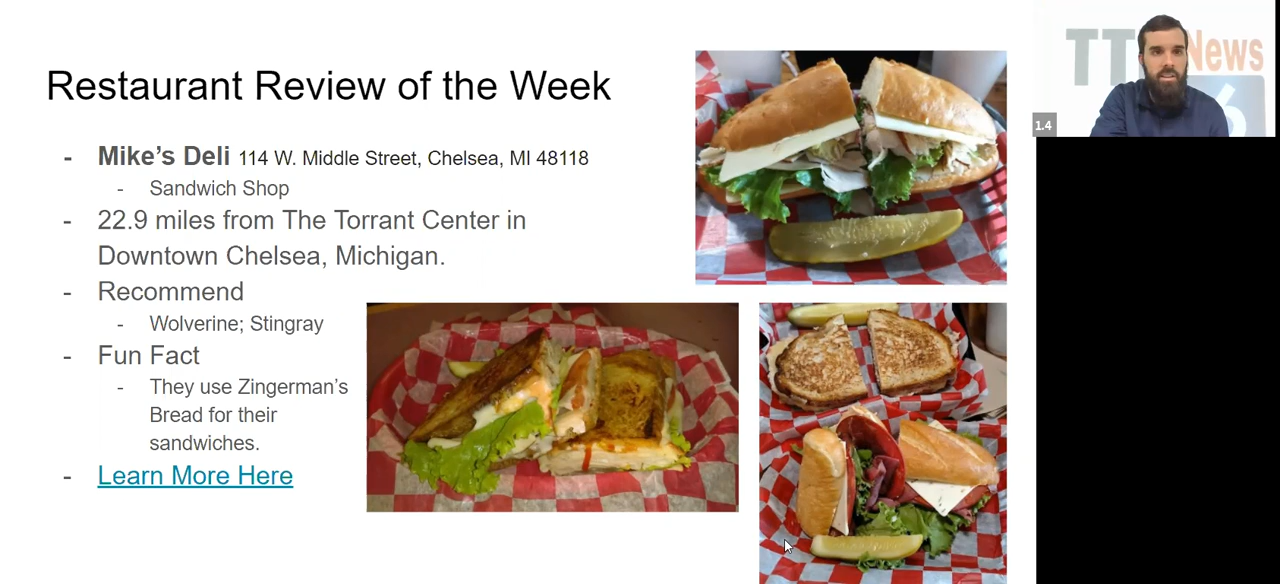 Restaurant Review of the Week
- Mike's Deli 114 W. Middle Street, Chelsea, MI 48118
- Sandwich Shop
- 22.9 miles from The Torrant Center in
Downtown Chelsea, Michigan.
- Recommend
- Wolverine; Stingray
- Fun Fact
- They use Zingerman's
Bread for their
sandwiches.
- Learn More Here
News
1.4